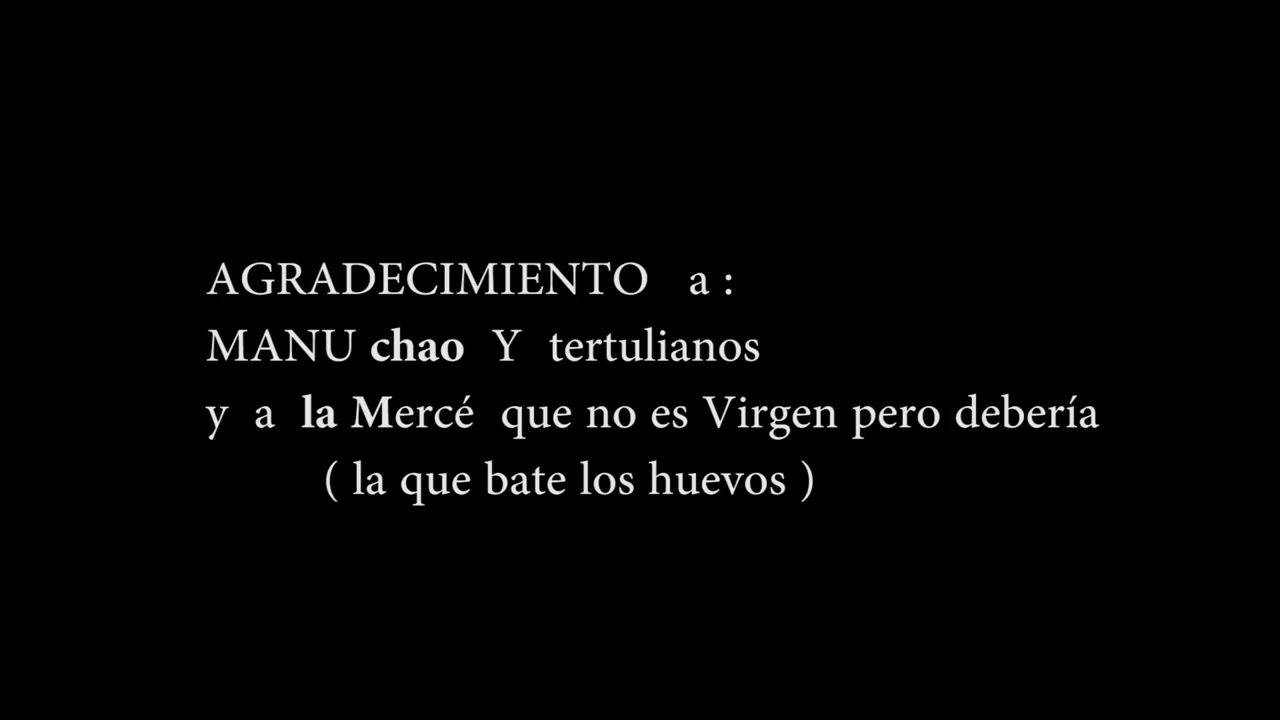 AGRADECIMIENTO a :
MANU chao Y tertulianos
y a la Mercé que no es Virgen pero debería
( la que bate los huevos )